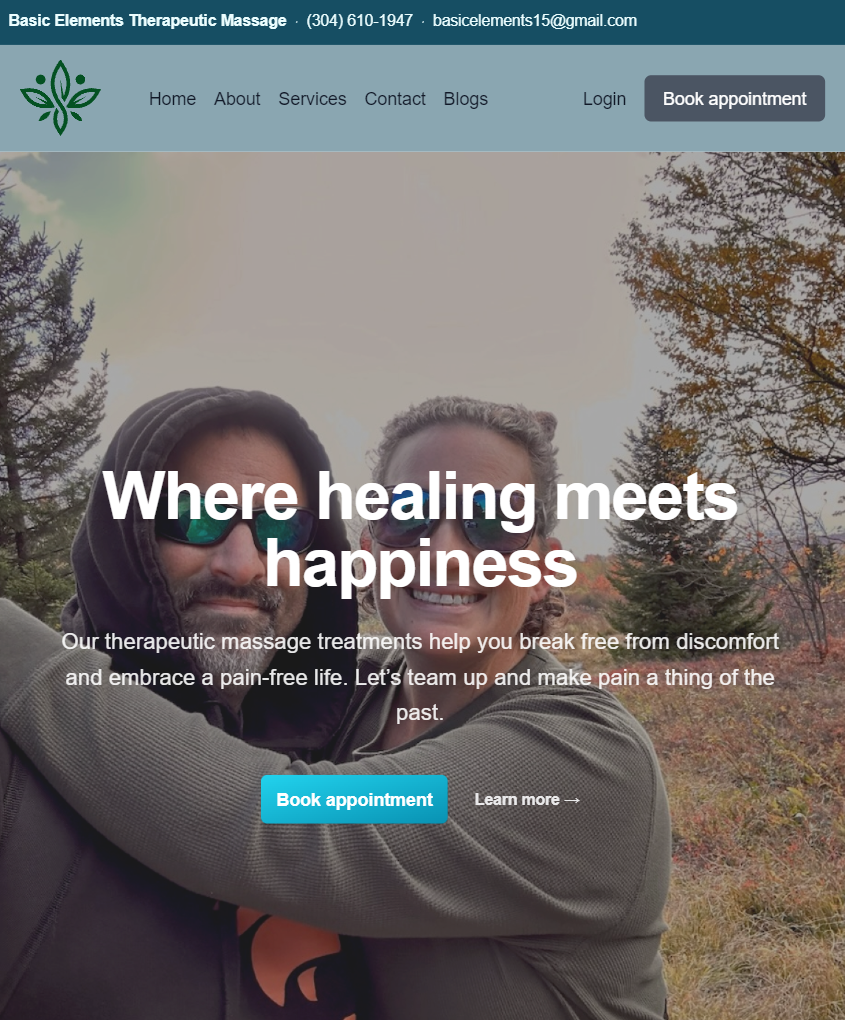 Basic Elements Therapeutic Massage · (304) 610-1947 · basicelements15@gmail.com
Home About Services Contact Blogs Login Book appointment
Where healing meets
happiness
Our therapeutic massage treatments help you break free from discomfort
and embrace a pain-free life. Let’s team up and make pain a thing of the
past.
Book appointment Learn more →